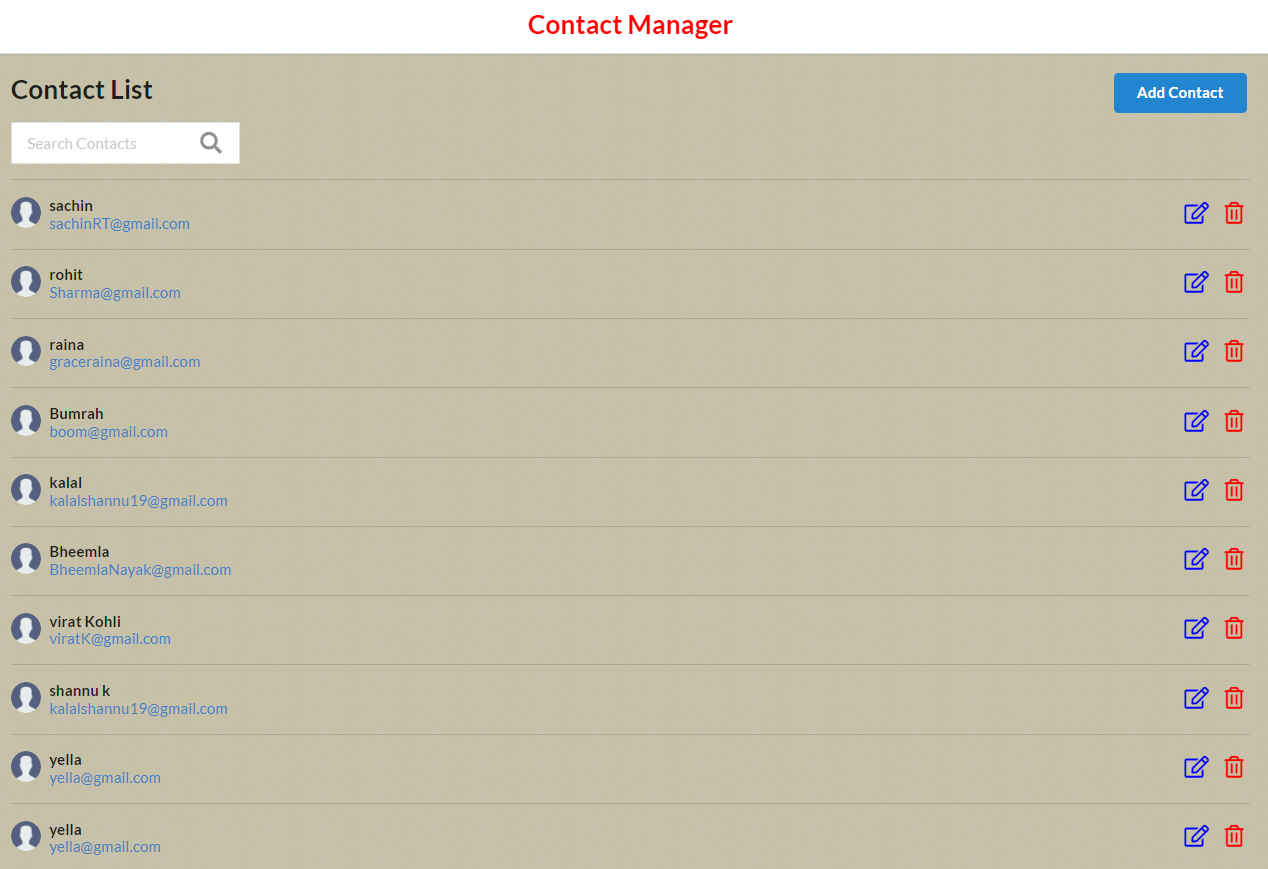 Contact Manager
Contact List
Add Contact
Search Contacts
sachin
sachinRT@gmail.com
rohit
Sharma@gmail.com
raina
graceraina@gmail.com
Bumrah
boom@gmail.com
kalal
kalalshannu19@gmail.com
Bheemla
BheemlaNayak@gmail.com
virat Kohli
viratK@gmail.com
shannu k
kalalshannu19@gmail.com
yella
yella@gmail.com
yella
yella@gmail.com